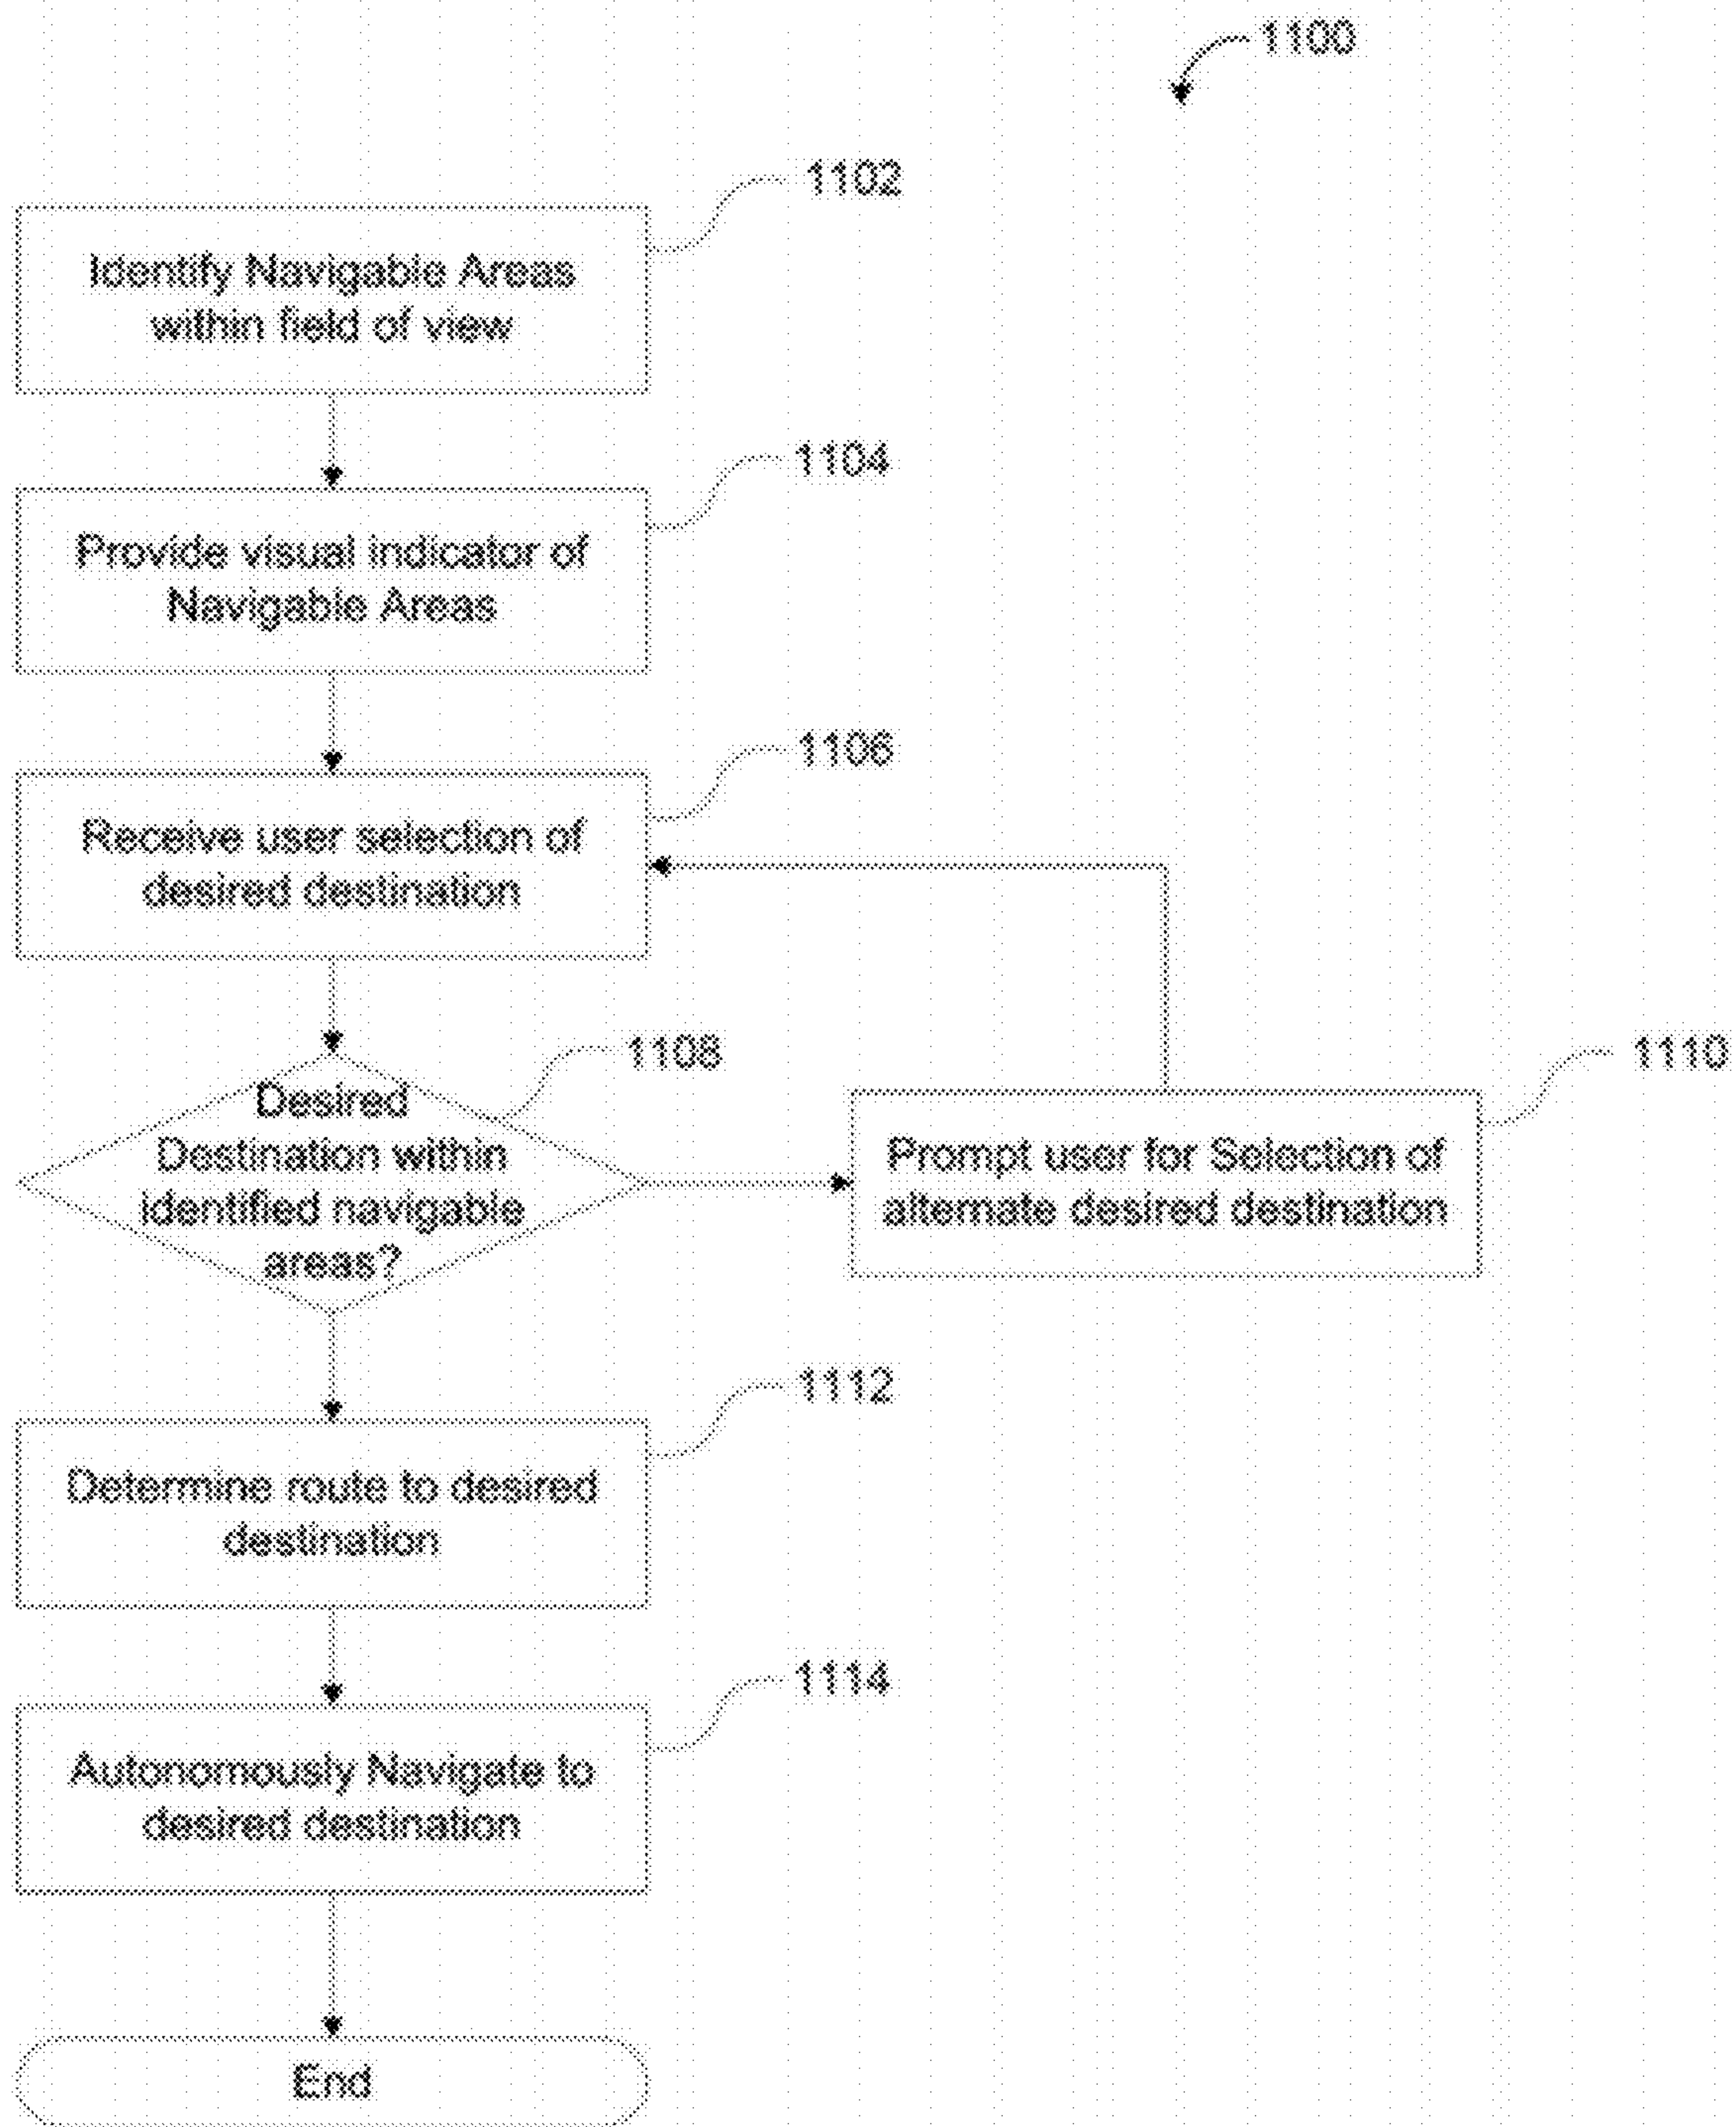 1100
1102
Identify Navigable Areas
within field of view
1104
Provide visual indicator of
Navigable Areas
1106
Receive user selection of
desired destination
1108
Desired
Destination within
identified navigable
areas?
1110
Prompt user for Selection of
alternate desired destination
1112
Determine route to desired
destination
1114
Autonomously Navigate to
desired destination
End